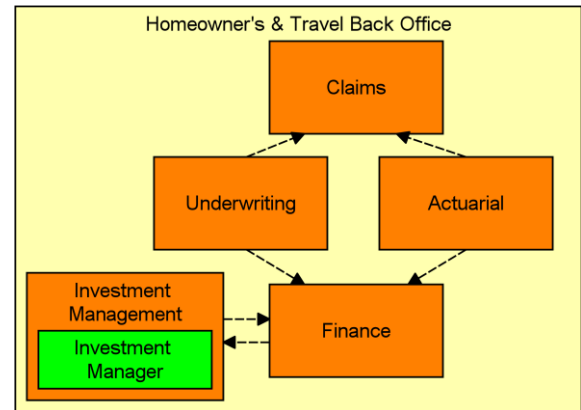 Homeowner's & Travel Back Office
Claims
Underwriting
Actuarial
Investment
Management
Investment
Manager
Finance